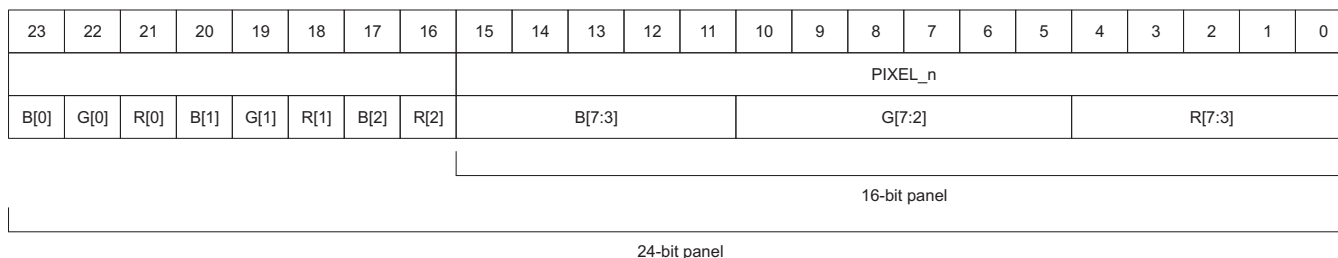 23 22 21 20 19 18 17 16 15 14 13 12 11 10 9 8 7 6 5 4 3 2 1 0
PIXEL_n
B[0] G[0] R[0] B[1] G[1] R[1] B[2] R[2] B[7:3] G[7:2] R[7:3]
16-bit panel
24-bit panel